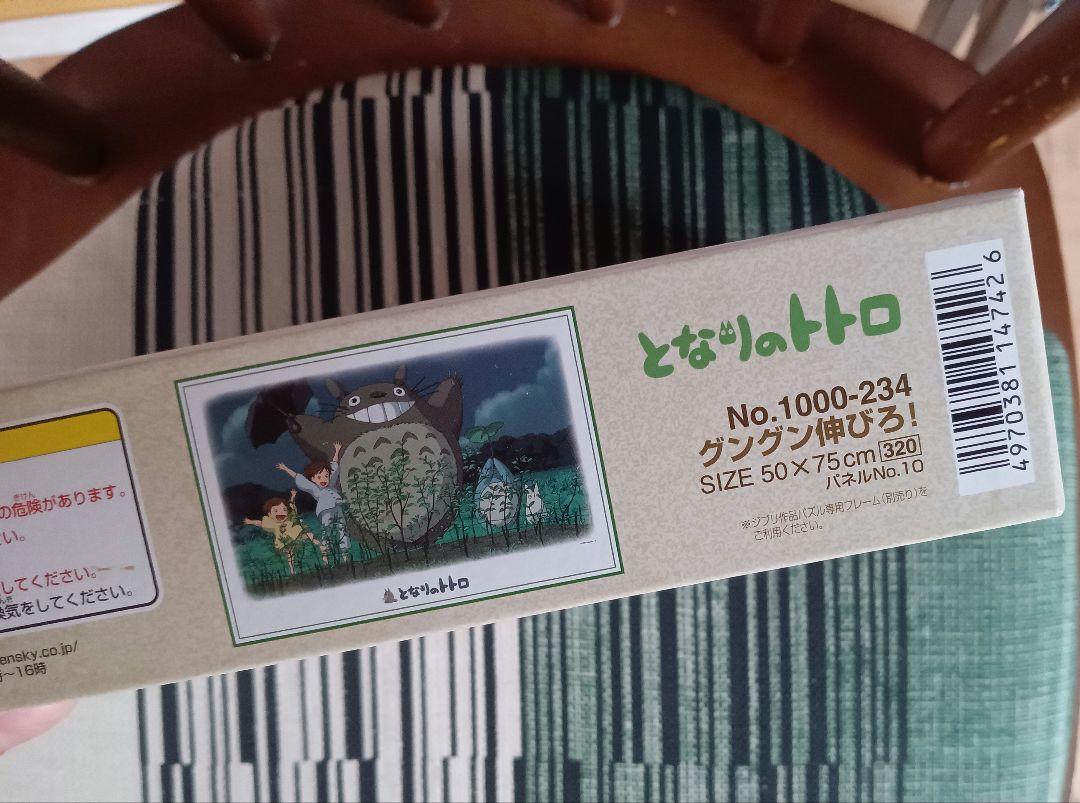 の危険があります。
きけん
い。
してください。
換気をしてください。
ensky.co.jp/
～16時
となりのトトロ
となりのトトロ
No.1000-234
グングン伸びろ!
SIZE 50×75cm 320
パネルNo.10
※ジブリ作品パズル専用フレーム(別売り)を
ご利用ください。
4970381147426